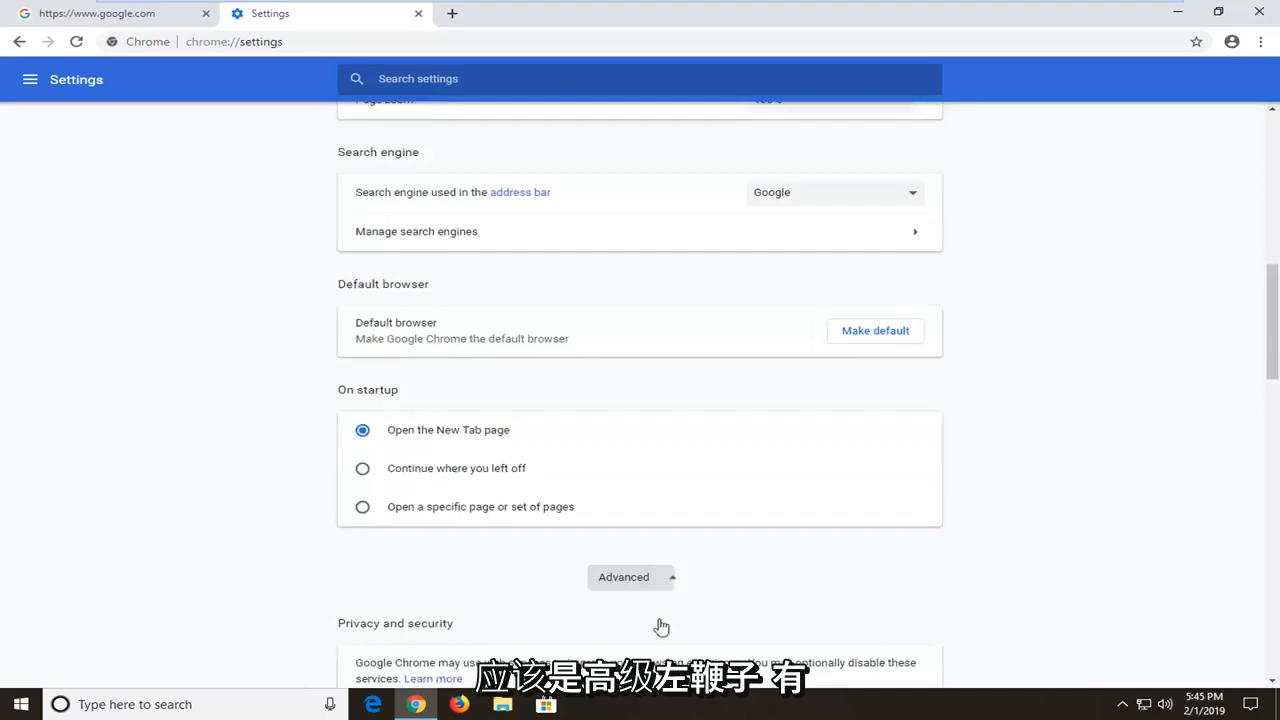 https://www.google.com
Settings
Chrome
chrome://settings
Settings
Search settings
Search engine
Search engine used in the address bar
Google
Manage search engines
Default browser
Default browser
Make Google Chrome the default browser
Make default
On startup
Open the New Tab page
Continue where you left off
Open a specific page or set of pages
Advanced
Privacy and security
Google Chrome may use
You may optionally disable these
services. Learn more
应该是高级左鞭子 有
Type here to search
5:45 PM
2/1/2019